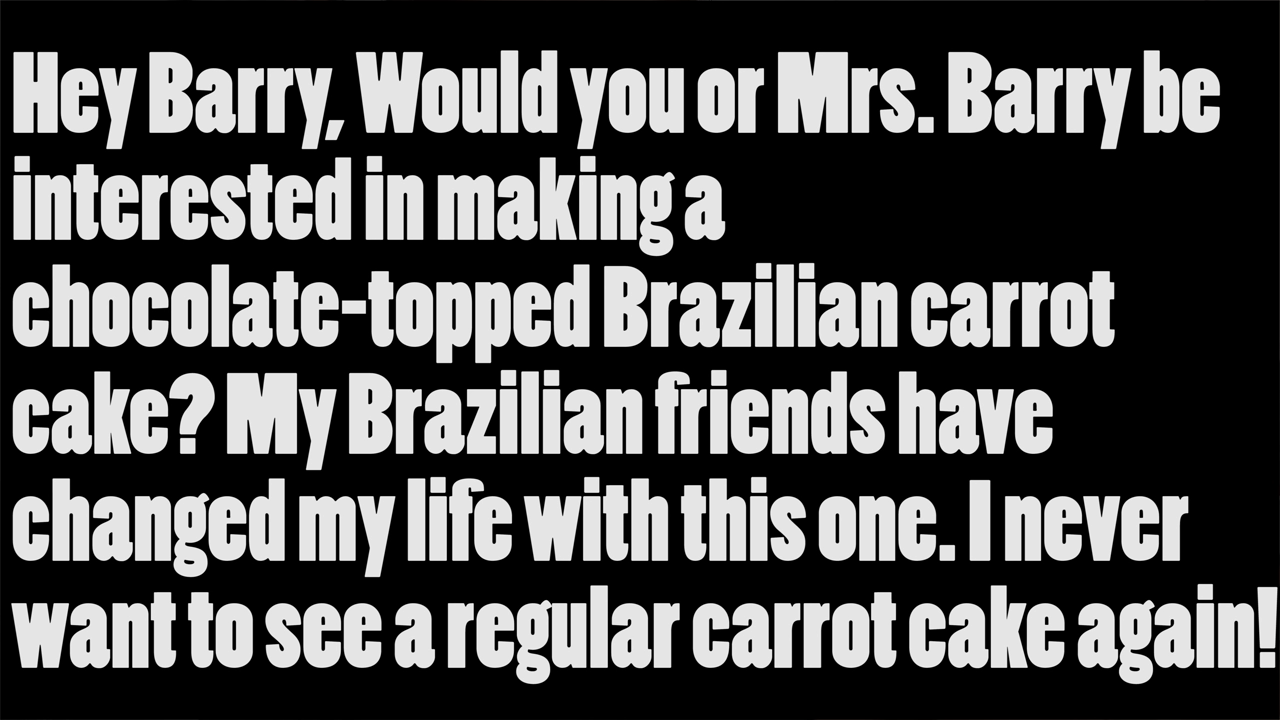 Hey Barry, Would you or Mrs. Barry be
interested in making a
chocolate-topped Brazilian carrot
cake? My Brazilian friends have
changed my life with this one. I never
want to see a regular carrot cake again!